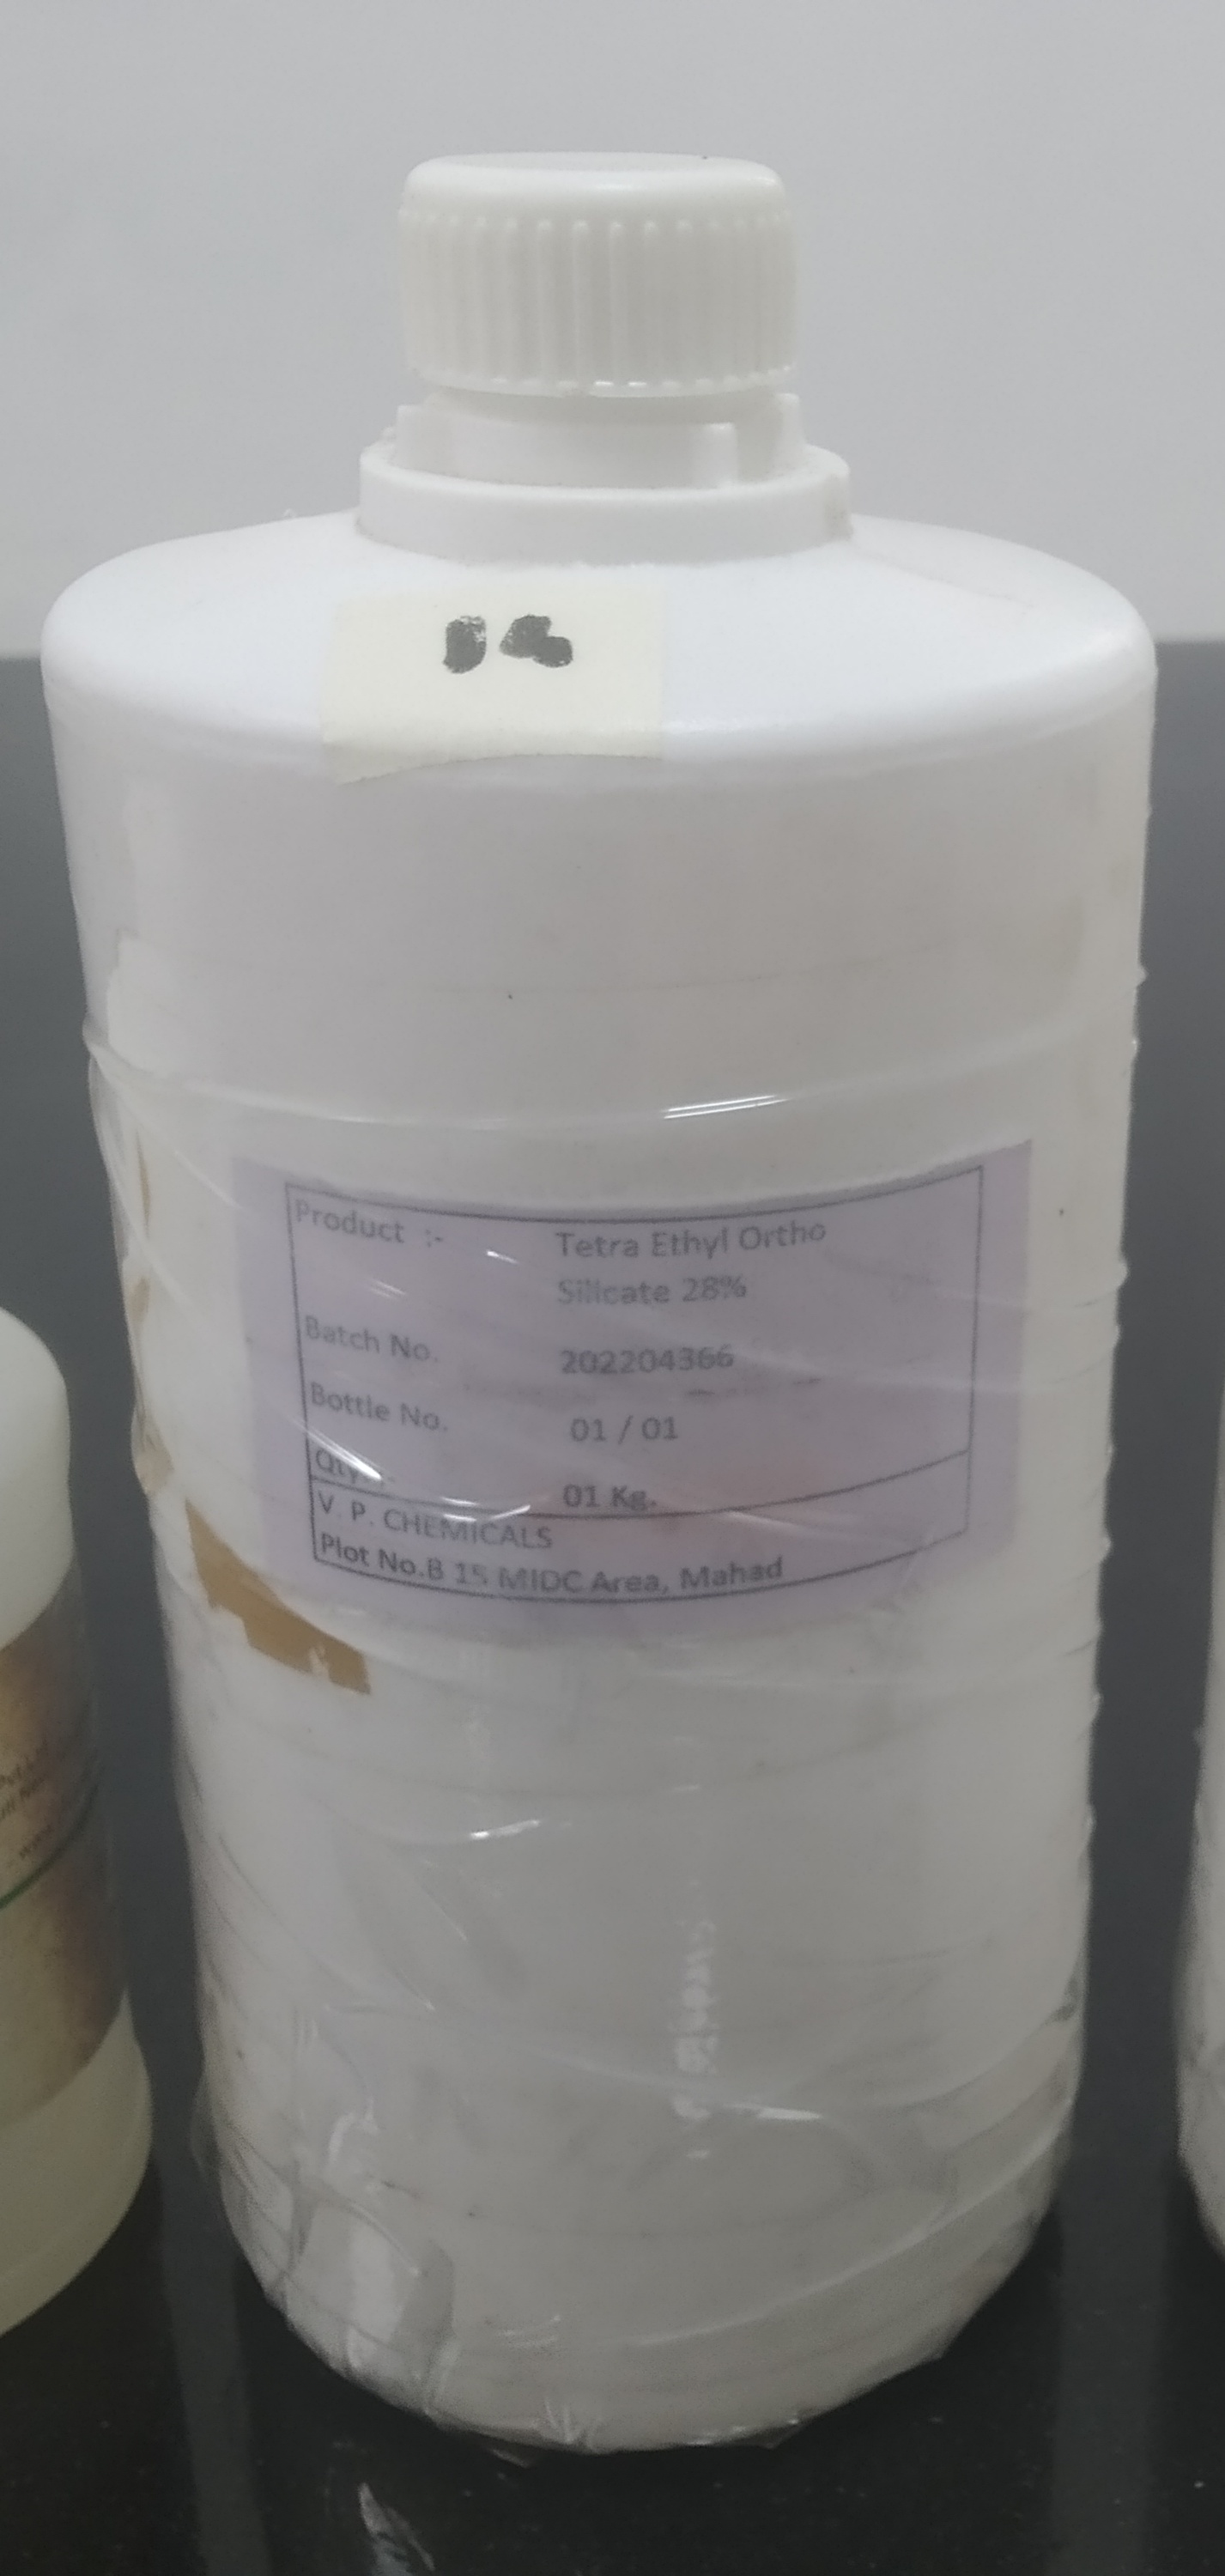 Product :- Tetra Ethyl Ortho
Silicate 28%
Batch No. 202204366
Bottle No. 01 / 01
Qty. 01 Kg.
V. P. CHEMICALS
Plot No.B 15 MIDC Area, Mahad